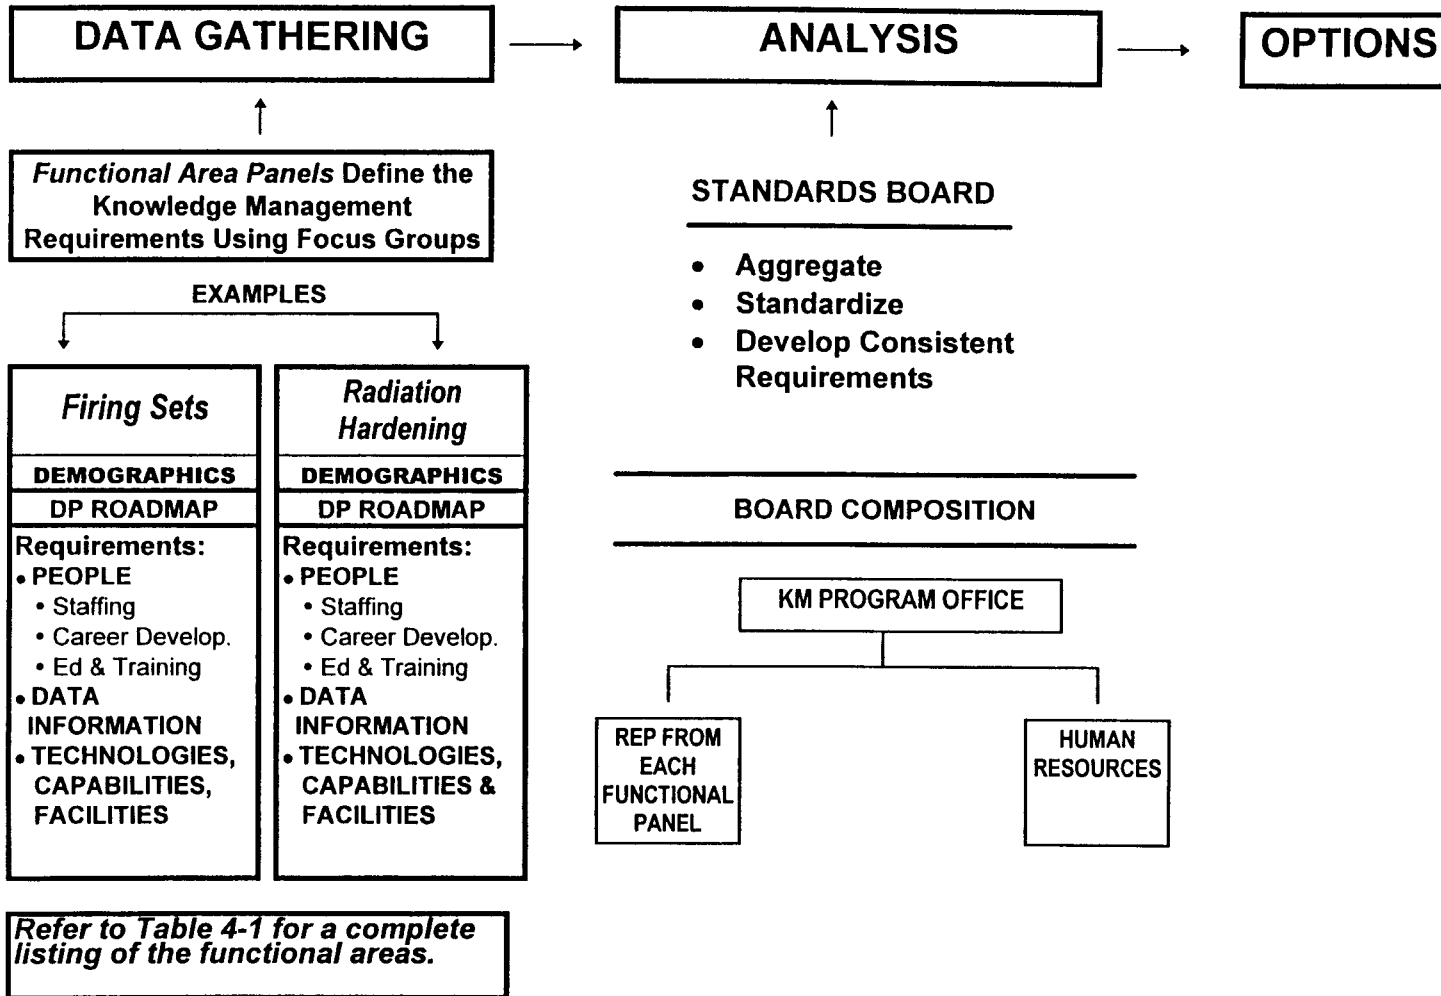 DATA GATHERING
ANALYSIS
OPTIONS
Functional Area Panels Define the
Knowledge Management
Requirements Using Focus Groups
EXAMPLES
Firing Sets
DEMOGRAPHICS
DP ROADMAP
Requirements:
• PEOPLE
• Staffing
• Career Develop.
• Ed & Training
• DATA
INFORMATION
• TECHNOLOGIES,
CAPABILITIES,
FACILITIES
Radiation
Hardening
DEMOGRAPHICS
DP ROADMAP
Requirements:
• PEOPLE
• Staffing
• Career Develop.
• Ed & Training
• DATA
INFORMATION
• TECHNOLOGIES,
CAPABILITIES &
FACILITIES
Refer to Table 4-1 for a complete
listing of the functional areas.
STANDARDS BOARD
• Aggregate
• Standardize
• Develop Consistent
Requirements
BOARD COMPOSITION
KM PROGRAM OFFICE
REP FROM
EACH
FUNCTIONAL
PANEL
HUMAN
RESOURCES